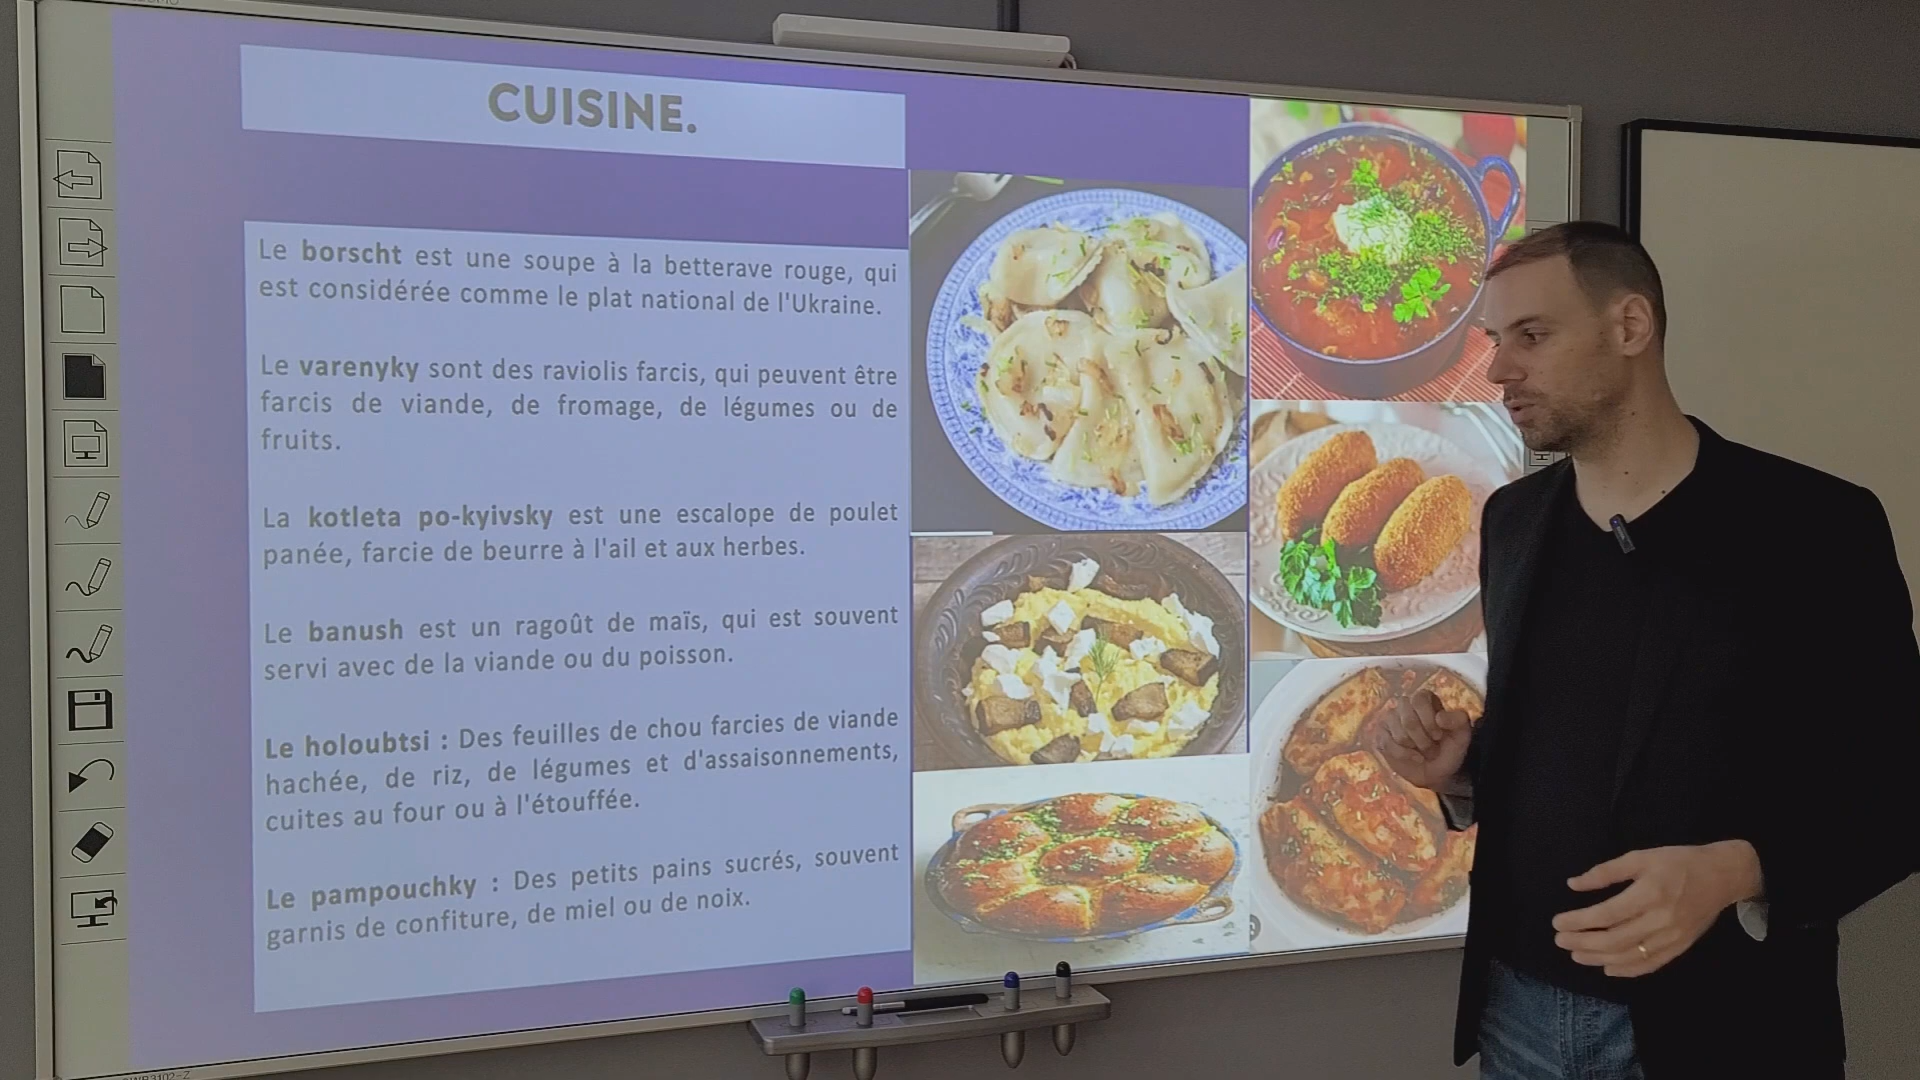 CUISINE.
Le borscht est une soupe à la betterave rouge, qui
est considérée comme le plat national de l'Ukraine.
Le varenyky sont des raviolis farcis, qui peuvent être
farcis de viande, de fromage, de légumes ou de
fruits.
La kotleta po-kyivsky est une escalope de poulet
panée, farcie de beurre à l'ail et aux herbes.
Le banush est un ragoût de maïs, qui est souvent
servi avec de la viande ou du poisson.
Le holoubtsi : Des feuilles de chou farcies de viande
hachée, de riz, de légumes et d'assaisonnements,
cuites au four ou à l'étouffée.
Le pampouchky : Des petits pains sucrés, souvent
garnis de confiture, de miel ou de noix.